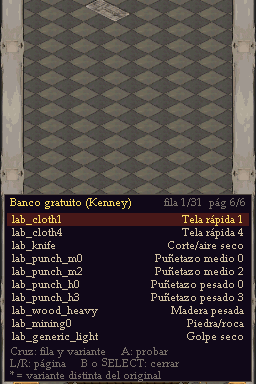 Banco gratuito (Kenney) fila 1/31 pág 6/6
lab_cloth1 Tela rápida 1
lab_cloth4 Tela rápida 4
lab_knife Corte/aire seco
lab_punch_m0 Puñetazo medio 0
lab_punch_m2 Puñetazo medio 2
lab_punch_h0 Puñetazo pesado 0
lab_punch_h3 Puñetazo pesado 3
lab_wood_heavy Madera pesada
lab_mining0 Piedra/roca
lab_generic_light Golpe seco
Cruz: fila y variante A: probar
L/R: página B o SELECT: cerrar
* = variante distinta del original